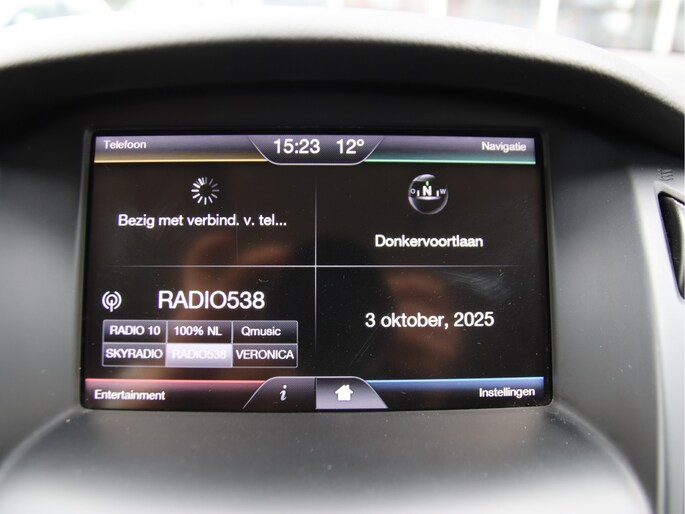 Telefoon
15:23 12°
Navigatie
Bezig met verbind. v. tel...
O N W
Donkervoortlaan
RADIO538
RADIO 10 100% NL Qmusic
SKYRADIO RADIO538 VERONICA
3 oktober, 2025
Entertainment
i
Instellingen